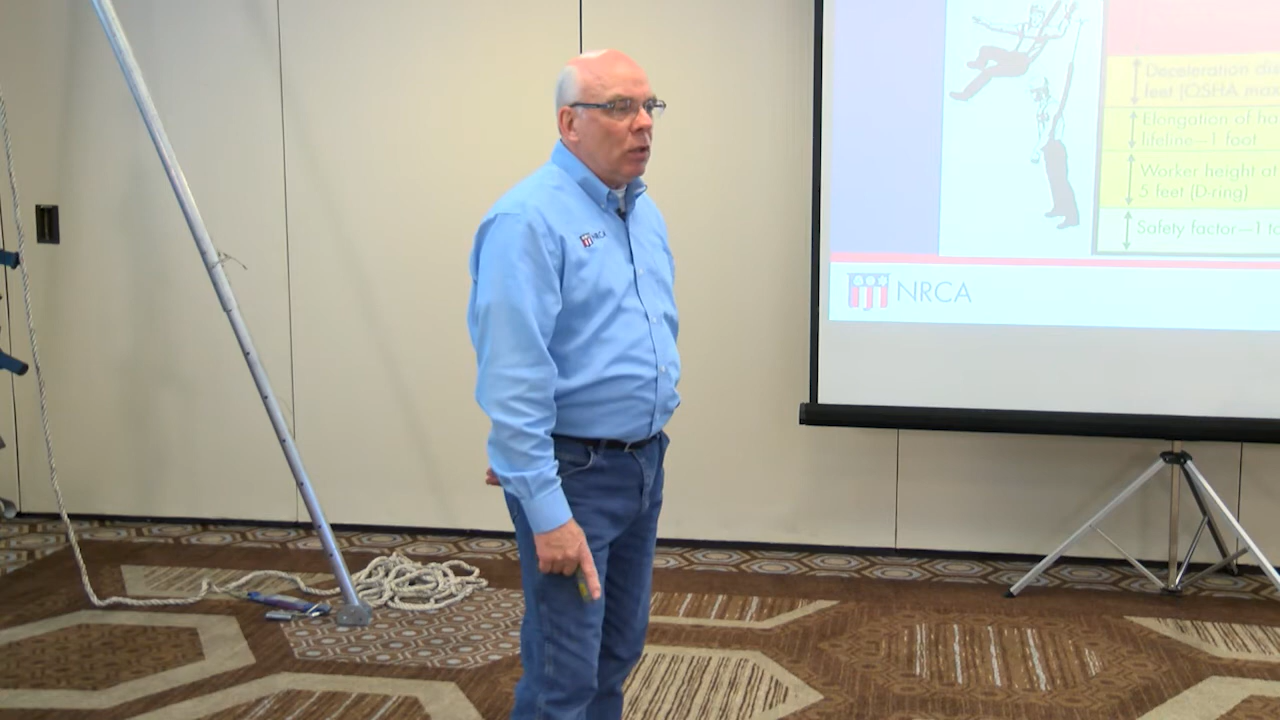 NRCA
Deceleration
feet (OSHA max
Elongation of
lifeline—1 foot
Worker height at
5 feet (D-ring)
Safety factor—1
NRCA